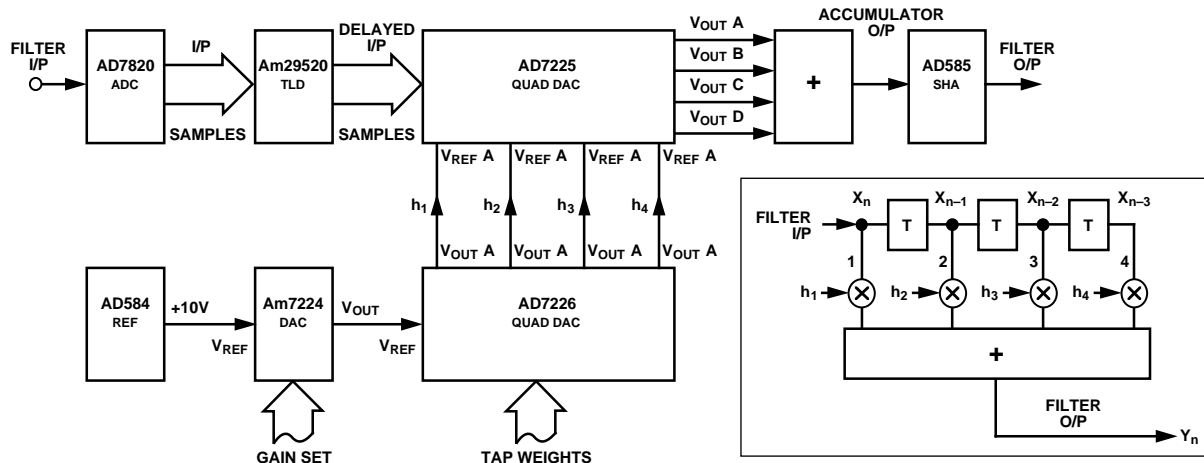 FILTER
I/P
AD7820
ADC
I/P
SAMPLES
Am29520
TLD
DELAYED
I/P
SAMPLES
AD7225
QUAD DAC
VOUT A
VOUT B
VOUT C
VOUT D
+
ACCUMULATOR
O/P
AD585
SHA
FILTER
O/P
VREF A
VREF A
VREF A
VREF A
h1
h2
h3
h4
VOUT A
VOUT A
VOUT A
VOUT A
AD584
REF
+10V
VREF
Am7224
DAC
VOUT
VREF
AD7226
QUAD DAC
GAIN SET
TAP WEIGHTS
Xn
Xn–1
Xn–2
Xn–3
FILTER
I/P
T
T
T
1
2
3
4
h1
h2
h3
h4
+
FILTER
O/P
Yn